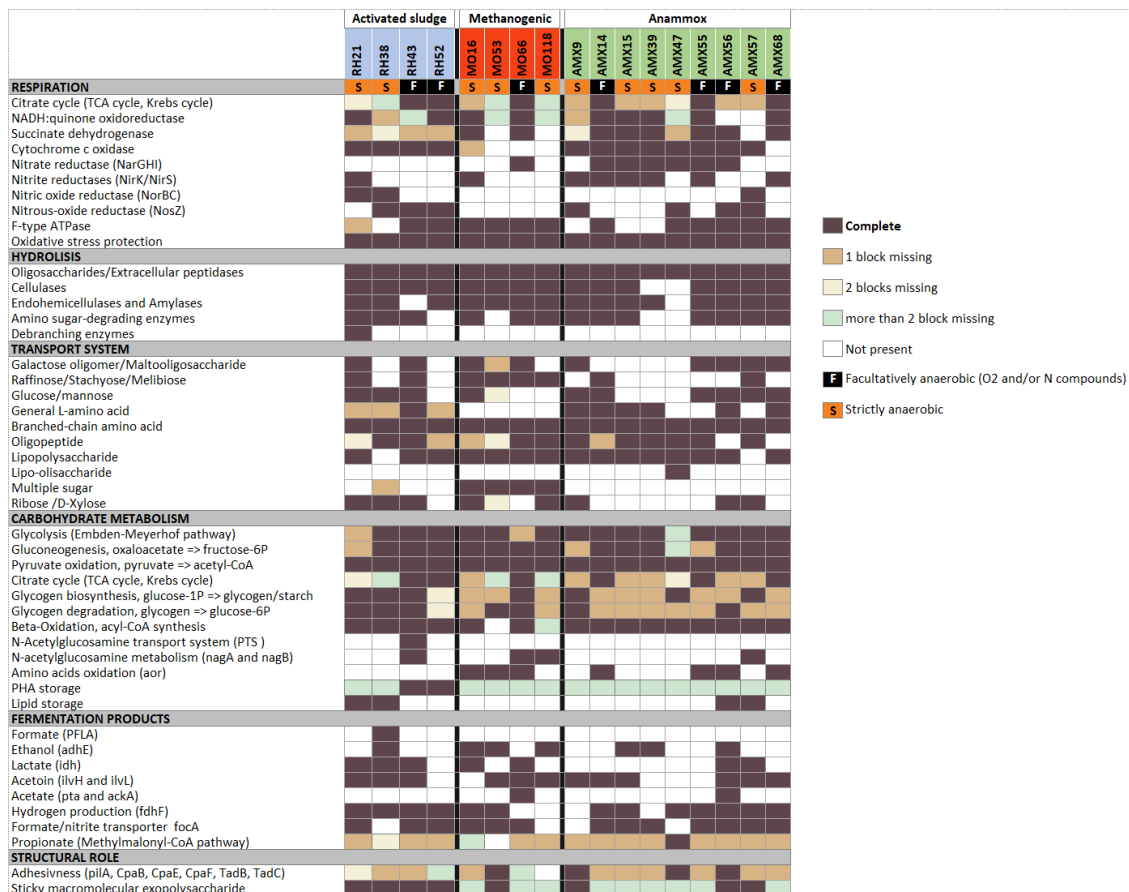 Activated sludge Methanogenic Anammox
RH21 RH38 RH43 RH52 MO16 MO53 MO66 MO118 AMX9 AMX14 AMX15 AMX39 AMX47 AMX55 AMX56 AMX57 AMX68
RESPIRATION S S F F S S F S S F S S S F F S F
Citrate cycle (TCA cycle, Krebs cycle)
NADH:quinone oxidoreductase
Succinate dehydrogenase
Cytochrome c oxidase
Nitrate reductase (NarGHI)
Nitrite reductases (NirK/NirS)
Nitric oxide reductase (NorBC)
Nitrous-oxide reductase (NosZ)
F-type ATPase
Oxidative stress protection
HYDROLISIS
Oligosaccharides/Extracellular peptidases
Cellulases
Endohemicellulases and Amylases
Amino sugar-degrading enzymes
Debranching enzymes
TRANSPORT SYSTEM
Galactose oligomer/Maltooligosaccharide
Raffinose/Stachyose/Melibiose
Glucose/mannose
General L-amino acid
Branched-chain amino acid
Oligopeptide
Lipopolysaccharide
Lipo-olisaccharide
Multiple sugar
Ribose /D-Xylose
CARBOHYDRATE METABOLISM
Glycolysis (Embden-Meyerhof pathway)
Gluconeogenesis, oxaloacetate => fructose-6P
Pyruvate oxidation, pyruvate => acetyl-CoA
Citrate cycle (TCA cycle, Krebs cycle)
Glycogen biosynthesis, glucose-1P => glycogen/starch
Glycogen degradation, glycogen => glucose-6P
Beta-Oxidation, acyl-CoA synthesis
N-Acetylglucosamine transport system (PTS )
N-acetylglucosamine metabolism (nagA and nagB)
Amino acids oxidation (aor)
PHA storage
Lipid storage
FERMENTATION PRODUCTS
Formate (PFLA)
Ethanol (adhE)
Lactate (idh)
Acetoin (ilvH and ilvL)
Acetate (pta and ackA)
Hydrogen production (fdhF)
Formate/nitrite transporter focA
Propionate (Methylmalonyl-CoA pathway)
STRUCTURAL ROLE
Adhesivness (pilA, CpaB, CpaE, CpaF, TadB, TadC)
Sticky macromolecular exopolysaccharide
Complete
1 block missing
2 blocks missing
more than 2 block missing
Not present
F Facultatively anaerobic (O2 and/or N compounds)
S Strictly anaerobic